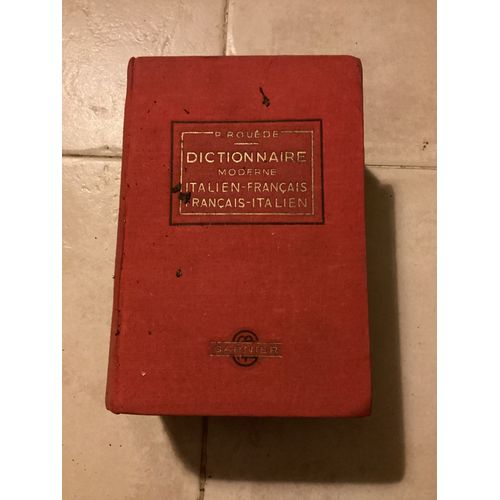 P. ROUÈDE
DICTIONNAIRE
MODERNE
ITALIEN-FRANÇAIS
FRANÇAIS-ITALIEN
GARNIER